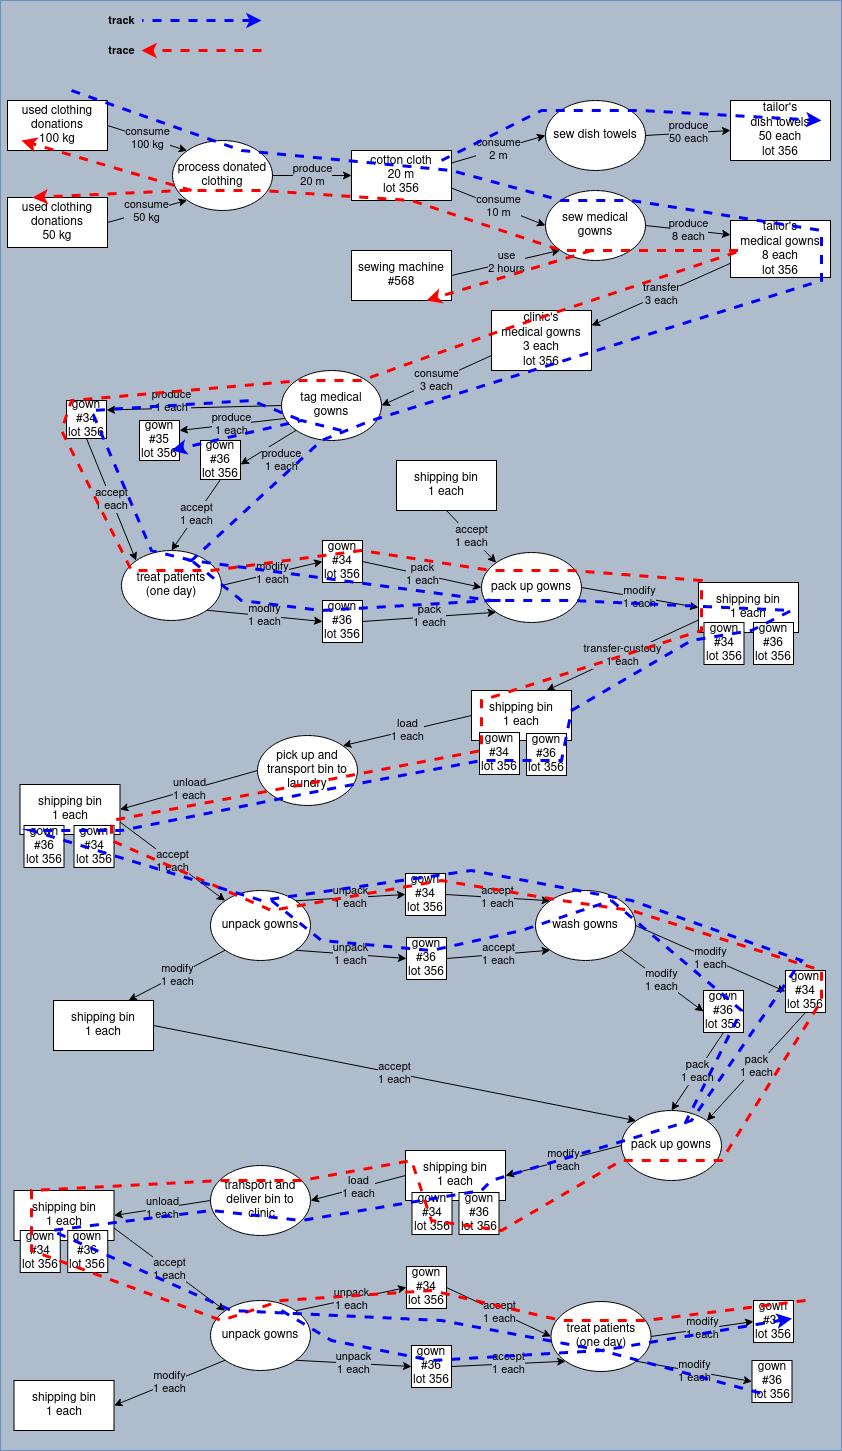 track
trace
used clothing
donations
100 kg
consume
100 kg
used clothing
donations
50 kg
consume
50 kg
process donated
clothing
produce
20 m
cotton cloth
20 m
lot 356
consume
2 m
sew dish towels
produce
50 each
tailor's
dish towels
50 each
lot 356
consume
10 m
sew medical
gowns
produce
8 each
tailor's
medical gowns
8 each
lot 356
sewing machine
#568
use
2 hours
transfer
3 each
clinic's
medical gowns
3 each
lot 356
consume
3 each
tag medical
gowns
produce
1 each
gown
#34
lot 356
produce
1 each
gown
#35
lot 356
produce
1 each
gown
#36
lot 356
accept
1 each
accept
1 each
shipping bin
1 each
accept
1 each
treat patients
(one day)
modify
1 each
gown
#34
lot 356
pack
1 each
modify
1 each
gown
#36
lot 356
pack
1 each
pack up gowns
modify
1 each
shipping bin
1 each
gown
#34
lot 356
gown
#36
lot 356
transfer-custody
1 each
shipping bin
1 each
gown
#34
lot 356
gown
#36
lot 356
load
1 each
pick up and
transport bin to
laundry
unload
1 each
shipping bin
1 each
gown
#36
lot 356
gown
#34
lot 356
accept
1 each
unpack gowns
unpack
1 each
gown
#34
lot 356
accept
1 each
unpack
1 each
gown
#36
lot 356
accept
1 each
wash gowns
modify
1 each
gown
#34
lot 356
modify
1 each
gown
#36
lot 356
modify
1 each
shipping bin
1 each
accept
1 each
pack
1 each
pack
1 each
pack up gowns
modify
1 each
shipping bin
1 each
gown
#34
lot 356
gown
#36
lot 356
load
1 each
transport and
deliver bin to
clinic
unload
1 each
shipping bin
1 each
gown
#34
lot 356
gown
#36
lot 356
accept
1 each
unpack gowns
unpack
1 each
gown
#34
lot 356
accept
1 each
unpack
1 each
gown
#36
lot 356
accept
1 each
treat patients
(one day)
modify
1 each
gown
#34
lot 356
modify
1 each
gown
#36
lot 356
modify
1 each
shipping bin
1 each